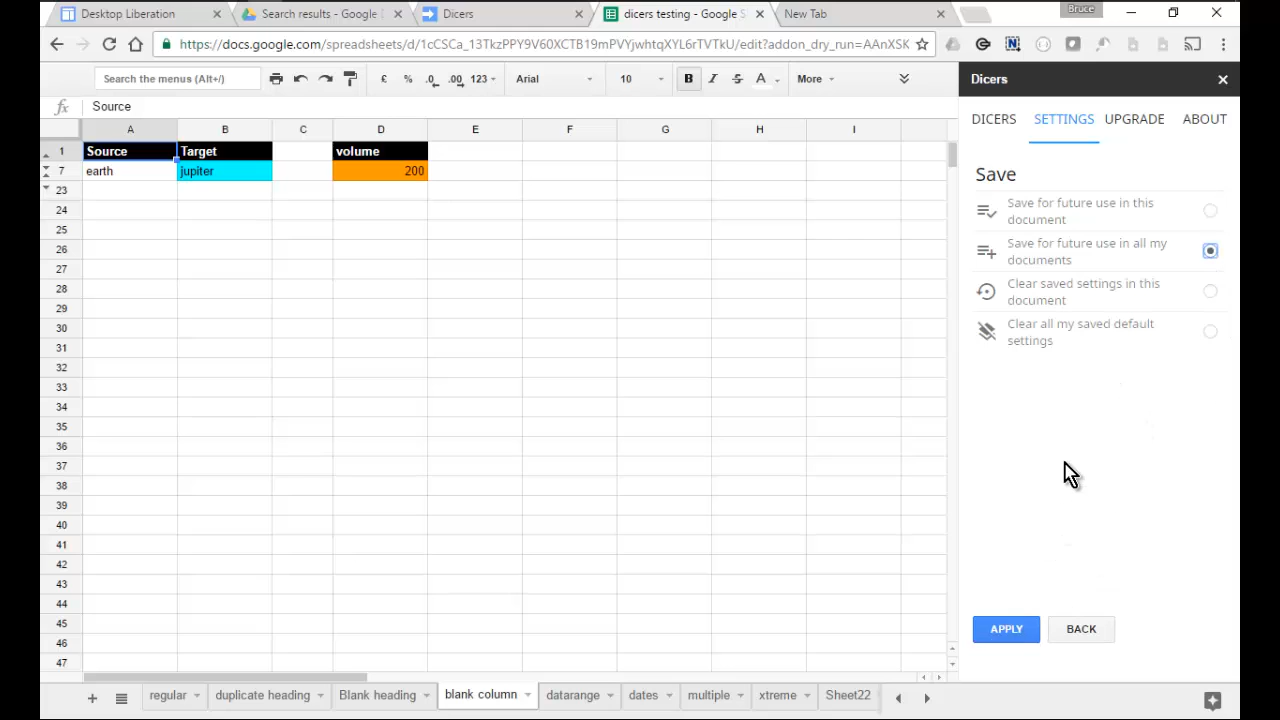 Desktop Liberation
Search results - Google
Dicers
dicers testing - Google S
New Tab
Bruce
https://docs.google.com/spreadsheets/d/1cCSCa_13TkzPPY9V60XCTB19mPVYjwhtqXYL6rTVTkU/edit?addon_dry_run=AAnXSK
Search the menus (Alt+/)
£ % .0 .00 123 Arial 10 B I S A More
Dicers
fx Source
DICERS SETTINGS UPGRADE ABOUT
A B C D E F G H I
1 Source Target volume
7 earth jupiter 200
23
24
25
26
27
28
29
30
31
32
33
34
35
36
37
38
39
40
41
42
43
44
45
46
47
Save
Save for future use in this
document
Save for future use in all my
documents
Clear saved settings in this
document
Clear all my saved default
settings
APPLY BACK
regular duplicate heading Blank heading blank column datarange dates multiple xtreme Sheet22